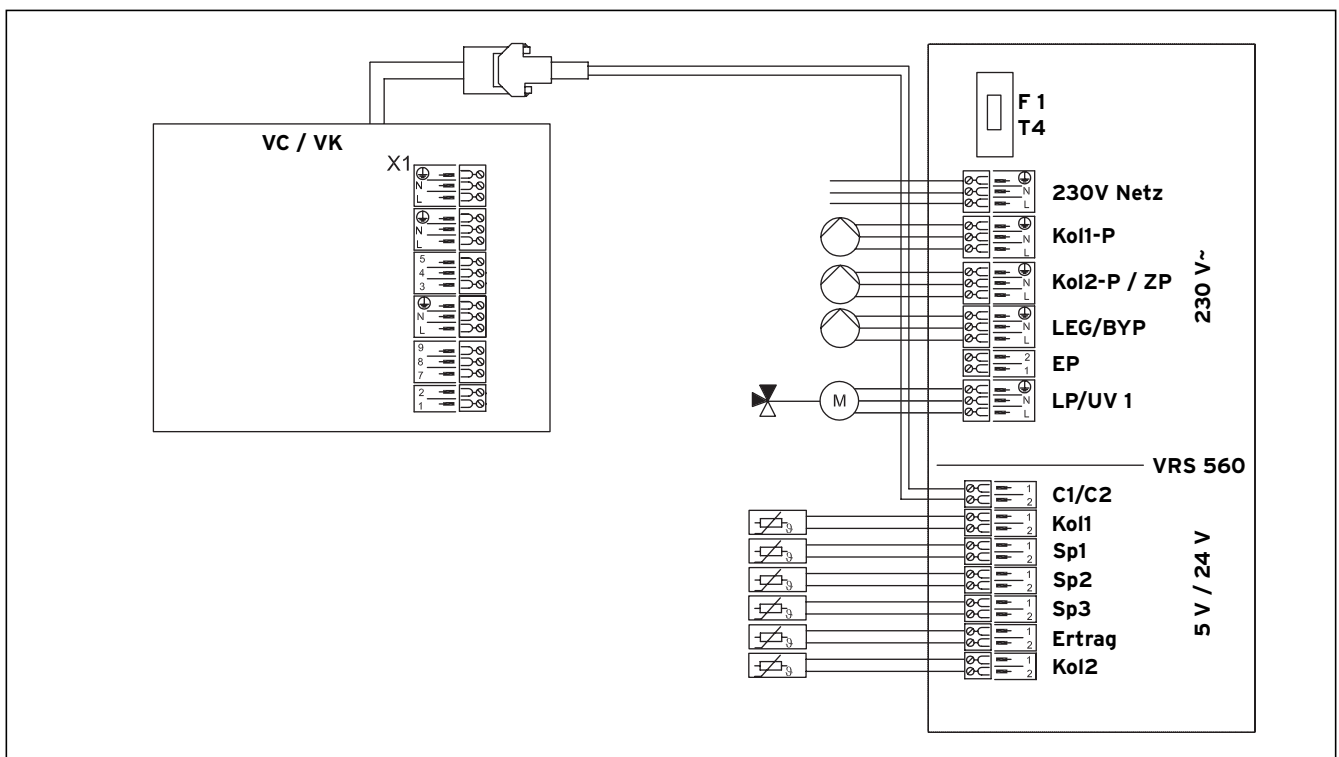 VC / VK
X1
N
L
N
L
5
4
3
N
L
9
8
7
2
1
F 1
T4
N
L
230V Netz
N
L
Kol1-P
N
L
Kol2-P / ZP
N
L
LEG/BYP
2
1
EP
M
N
L
LP/UV 1
230 V~
VRS 560
1
2
C1/C2
ϑ
1
2
Kol1
ϑ
1
2
Sp1
ϑ
1
2
Sp2
ϑ
1
2
Sp3
ϑ
1
2
Ertrag
ϑ
1
2
Kol2
5 V / 24 V